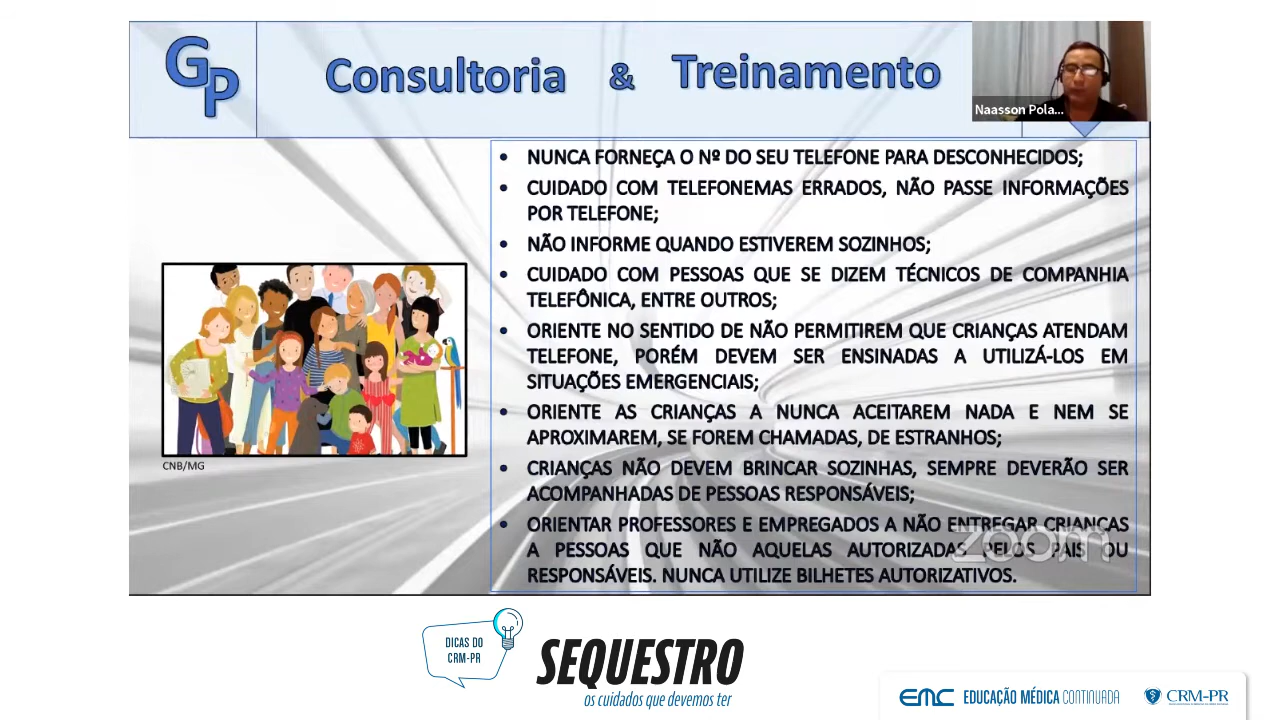 GP
Consultoria & Treinamento
Naasson Pola...
• NUNCA FORNEÇA O Nº DO SEU TELEFONE PARA DESCONHECIDOS;
• CUIDADO COM TELEFONEMAS ERRADOS, NÃO PASSE INFORMAÇÕES
POR TELEFONE;
• NÃO INFORME QUANDO ESTIVEREM SOZINHOS;
• CUIDADO COM PESSOAS QUE SE DIZEM TÉCNICOS DE COMPANHIA
TELEFÔNICA, ENTRE OUTROS;
• ORIENTE NO SENTIDO DE NÃO PERMITIREM QUE CRIANÇAS ATENDAM
TELEFONE, PORÉM DEVEM SER ENSINADAS A UTILIZÁ-LOS EM
SITUAÇÕES EMERGENCIAIS;
• ORIENTE AS CRIANÇAS A NUNCA ACEITAREM NADA E NEM SE
APROXIMAREM, SE FOREM CHAMADAS, DE ESTRANHOS;
• CRIANÇAS NÃO DEVEM BRINCAR SOZINHAS, SEMPRE DEVERÃO SER
ACOMPANHADAS DE PESSOAS RESPONSÁVEIS;
• ORIENTAR PROFESSORES E EMPREGADOS A NÃO ENTREGAR CRIANÇAS
A PESSOAS QUE NÃO AQUELAS AUTORIZADAS PELOS PAIS OU
RESPONSÁVEIS. NUNCA UTILIZE BILHETES AUTORIZATIVOS.
zoom
CNB/MG
DICAS DO
CRM-PR
SEQUESTRO
os cuidados que devemos ter
EMC EDUCAÇÃO MÉDICA CONTINUADA
CRM-PR